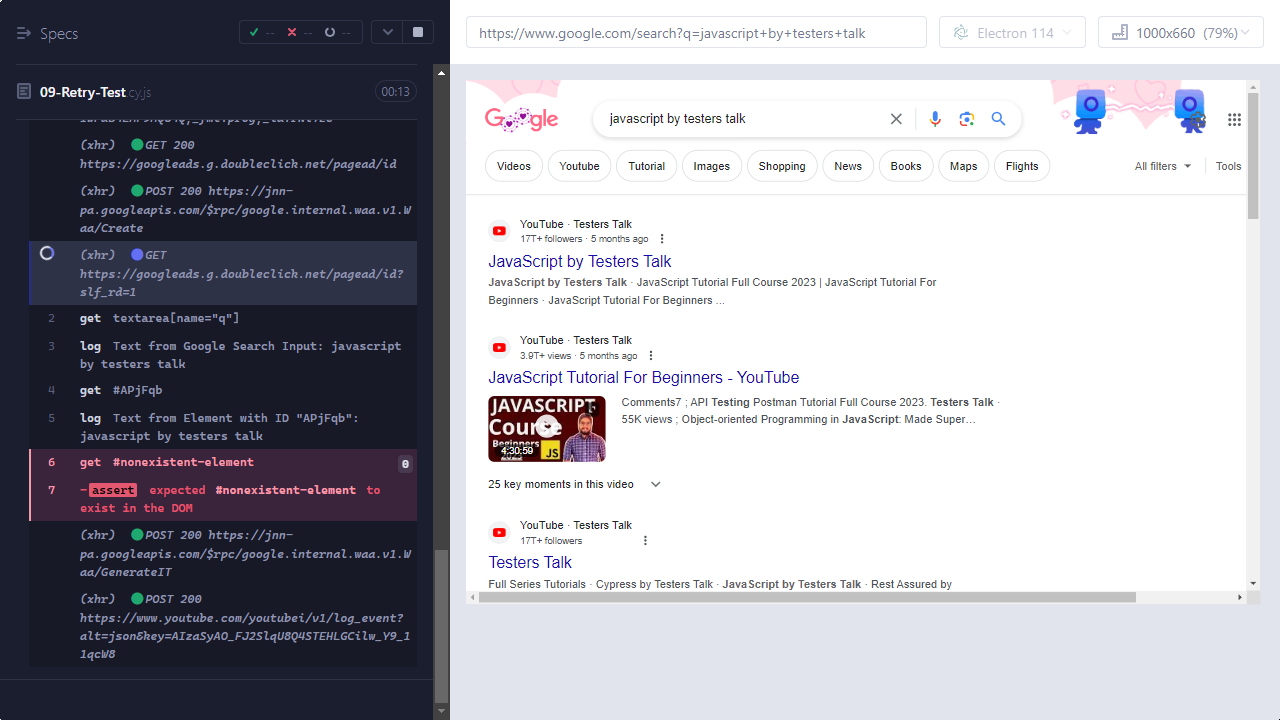 Specs
--
--
--
https://www.google.com/search?q=javascript+by+testers+talk
Electron 114
1000x660 (79%)
09-Retry-Test.cy.js
00:13
(xhr) GET 200
https://googleads.g.doubleclick.net/pagead/id
(xhr) POST 200 https://jnn-
pa.googleapis.com/$rpc/google.internal.waa.v1.W
aa/Create
(xhr) GET
https://googleads.g.doubleclick.net/pagead/id?
slf_rd=1
2 get textarea[name="q"]
3 log Text from Google Search Input: javascript
by testers talk
4 get #APjFqb
5 log Text from Element with ID "APjFqb":
javascript by testers talk
6 get #nonexistent-element 0
7 -assert expected #nonexistent-element to
exist in the DOM
(xhr) POST 200 https://jnn-
pa.googleapis.com/$rpc/google.internal.waa.v1.W
aa/GenerateIT
(xhr) POST 200
https://www.youtube.com/youtubei/v1/log_event?
alt=json&key=AIzaSyAO_FJ2SlqU8Q4STEHLGCilw_Y9_1
1qcW8
Google
javascript by testers talk
Videos
Youtube
Tutorial
Images
Shopping
News
Books
Maps
Flights
All filters
Tools
YouTube · Testers Talk
17T+ followers · 5 months ago
JavaScript by Testers Talk
JavaScript by Testers Talk · JavaScript Tutorial Full Course 2023 | JavaScript Tutorial For
Beginners · JavaScript Tutorial For Beginners ...
YouTube · Testers Talk
3.9T+ views · 5 months ago
JavaScript Tutorial For Beginners - YouTube
JAVASCRIPT
Course
Beginners
JS
4:30:59
Comments7 ; API Testing Postman Tutorial Full Course 2023. Testers Talk ·
55K views ; Object-oriented Programming in JavaScript: Made Super…
25 key moments in this video
YouTube · Testers Talk
17T+ followers
Testers Talk
Full Series Tutorials · Cypress by Testers Talk · JavaScript by Testers Talk · Rest Assured by